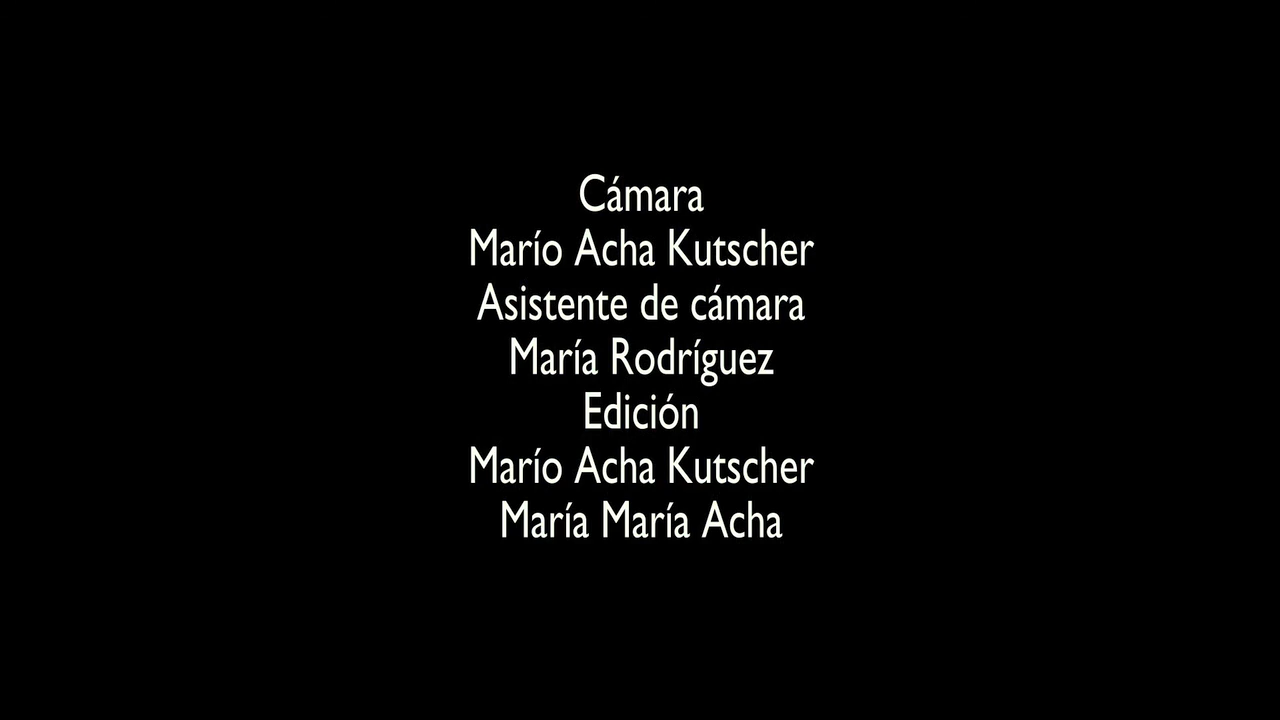 Cámara
Marío Acha Kutscher
Asistente de cámara
María Rodríguez
Edición
Marío Acha Kutscher
María María Acha